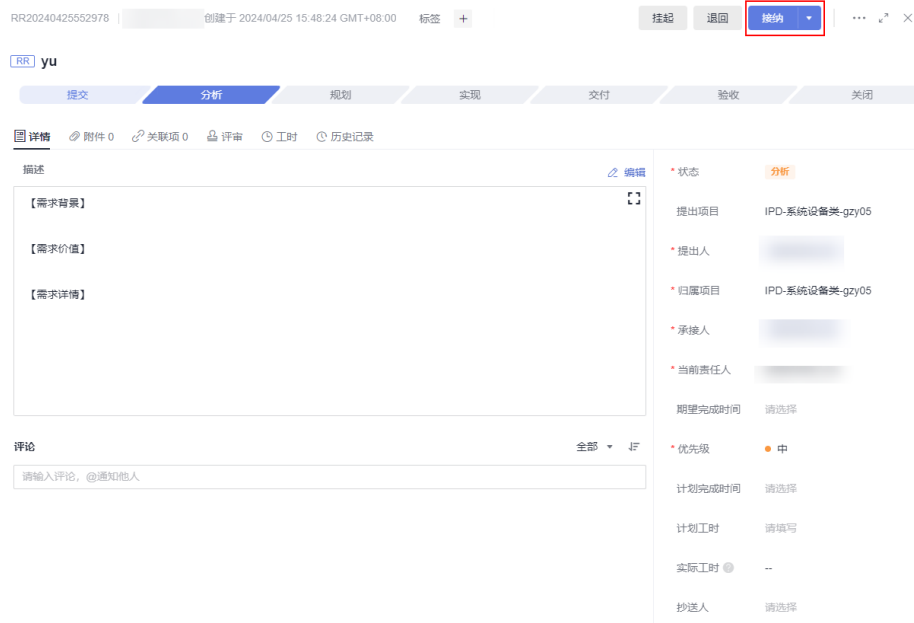 RR20240425552978 创建于 2024/04/25 15:48:24 GMT+08:00 标签 + 挂起 退回 接纳
RR yu
提交 分析 规划 实现 交付 验收 关闭
详情 附件 0 关联项 0 评审 工时 历史记录
描述 编辑
【需求背景】
【需求价值】
【需求详情】
评论 全部
请输入评论，@通知他人
* 状态 分析
提出项目 IPD-系统设备类-gzy05
* 提出人
* 归属项目 IPD-系统设备类-gzy05
* 承接人
* 当前责任人
期望完成时间 请选择
* 优先级 中
计划完成时间 请选择
计划工时 请填写
实际工时 --
抄送人 请选择